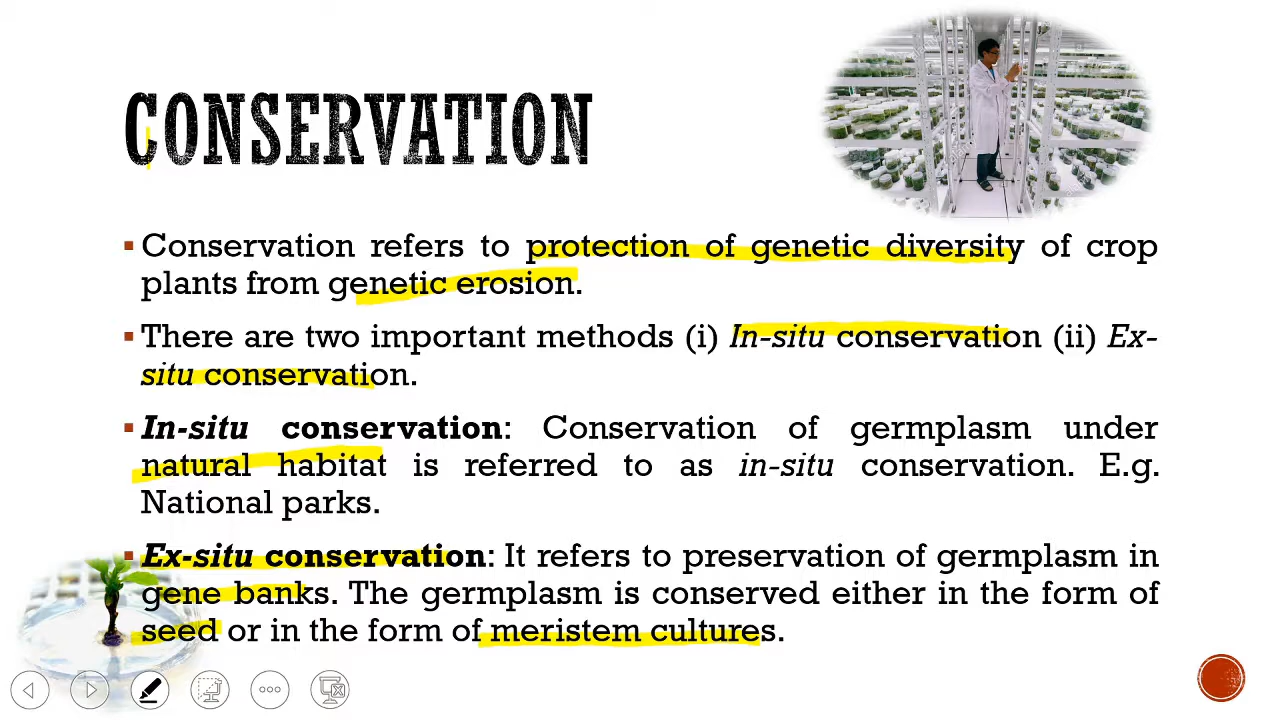 CONSERVATION
▪ Conservation refers to protection of genetic diversity of crop
plants from genetic erosion.
▪ There are two important methods (i) In-situ conservation (ii) Ex-
situ conservation.
▪ In-situ conservation: Conservation of germplasm under
natural habitat is referred to as in-situ conservation. E.g.
National parks.
▪ Ex-situ conservation: It refers to preservation of germplasm in
gene banks. The germplasm is conserved either in the form of
seed or in the form of meristem cultures.